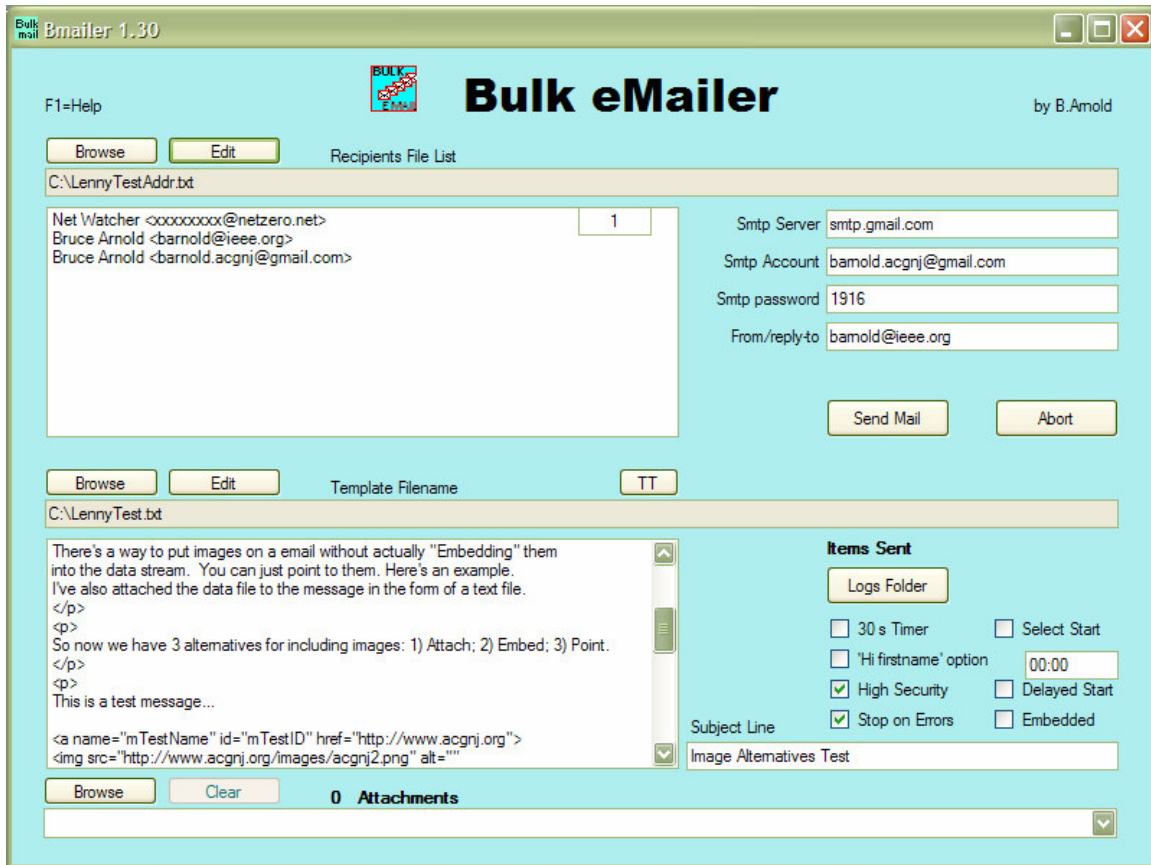 Bulk mail Bmailer 1.30
F1=Help
BULK EMAIL
Bulk eMailer
by B.Arnold
Browse Edit Recipients File List
C:\LennyTestAddr.txt
Net Watcher <xxxxxxxxx@netzero.net>
Bruce Arnold <barnold@ieee.org>
Bruce Arnold <barnold.acgnj@gmail.com>
1
Smtp Server smtp.gmail.com
Smtp Account barnold.acgnj@gmail.com
Smtp password 1916
From/reply-to barnold@ieee.org
Send Mail Abort
Browse Edit Template Filename TT
C:\LennyTest.txt
There's a way to put images on a email without actually "Embedding" them
into the data stream. You can just point to them. Here's an example.
I've also attached the data file to the message in the form of a text file.
</p>
<p>
So now we have 3 alternatives for including images: 1) Attach; 2) Embed; 3) Point.
</p>
<p>
This is a test message...
<a name="mTestName" id="mTestID" href="http://www.acgnj.org">
<img src="http://www.acgnj.org/images/acgnj2.png" alt=""
Items Sent
Logs Folder
30 s Timer Select Start
'Hi firstname' option 00:00
High Security Delayed Start
Stop on Errors Embedded
Subject Line
Image Alternatives Test
Browse Clear 0 Attachments